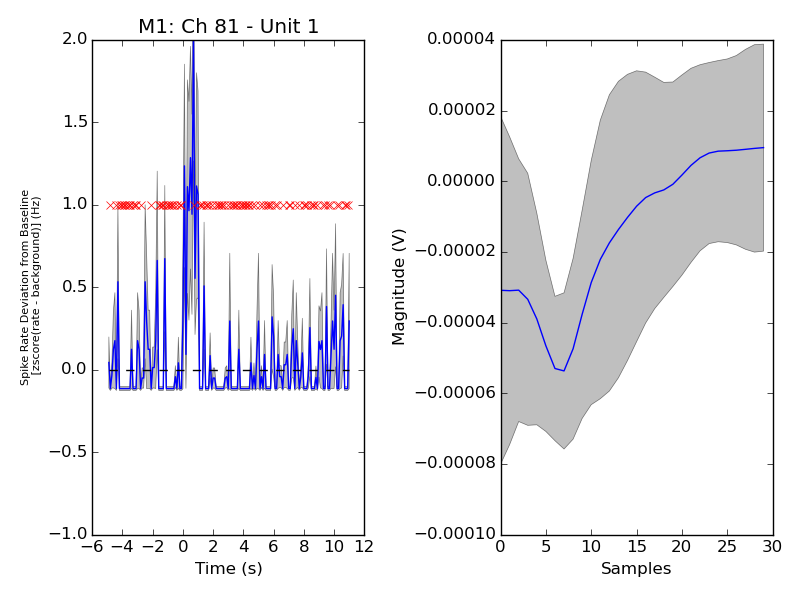 M1: Ch 81 - Unit 1
Spike Rate Deviation from Baseline
[zscore(rate - background)] (Hz)
2.0
1.5
1.0
0.5
0.0
−0.5
−1.0
−6 −4 −2 0 2 4 6 8 10 12
Time (s)
Magnitude (V)
0.00004
0.00002
0.00000
−0.00002
−0.00004
−0.00006
−0.00008
−0.00010
0 5 10 15 20 25 30
Samples